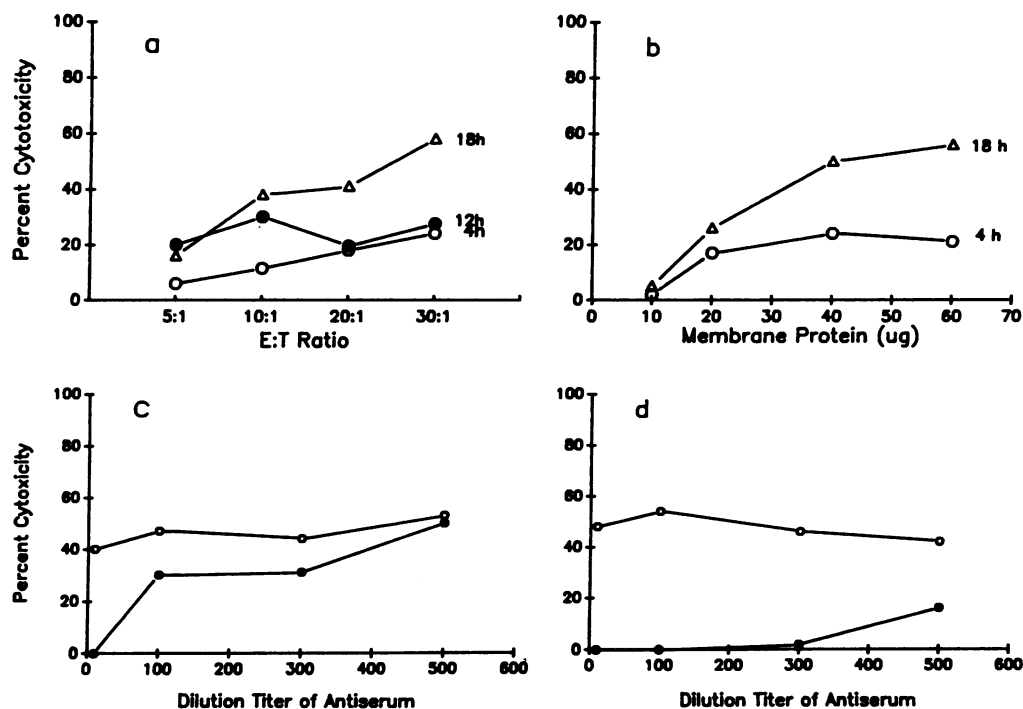 a
Percent Cytotoxicity
100
80
60
40
20
0
18h
12h
4h
5:1 10:1 20:1 30:1
E:T Ratio
b
100
80
60
40
20
0
18 h
4 h
0 10 20 30 40 50 60 70
Membrane Protein (ug)
c
Percent Cytoxicity
100
80
60
40
20
0
0 100 200 300 400 500 600
Dilution Titer of Antiserum
d
100
80
60
40
20
0
0 100 200 300 400 500 600
Dilution Titer of Antiserum